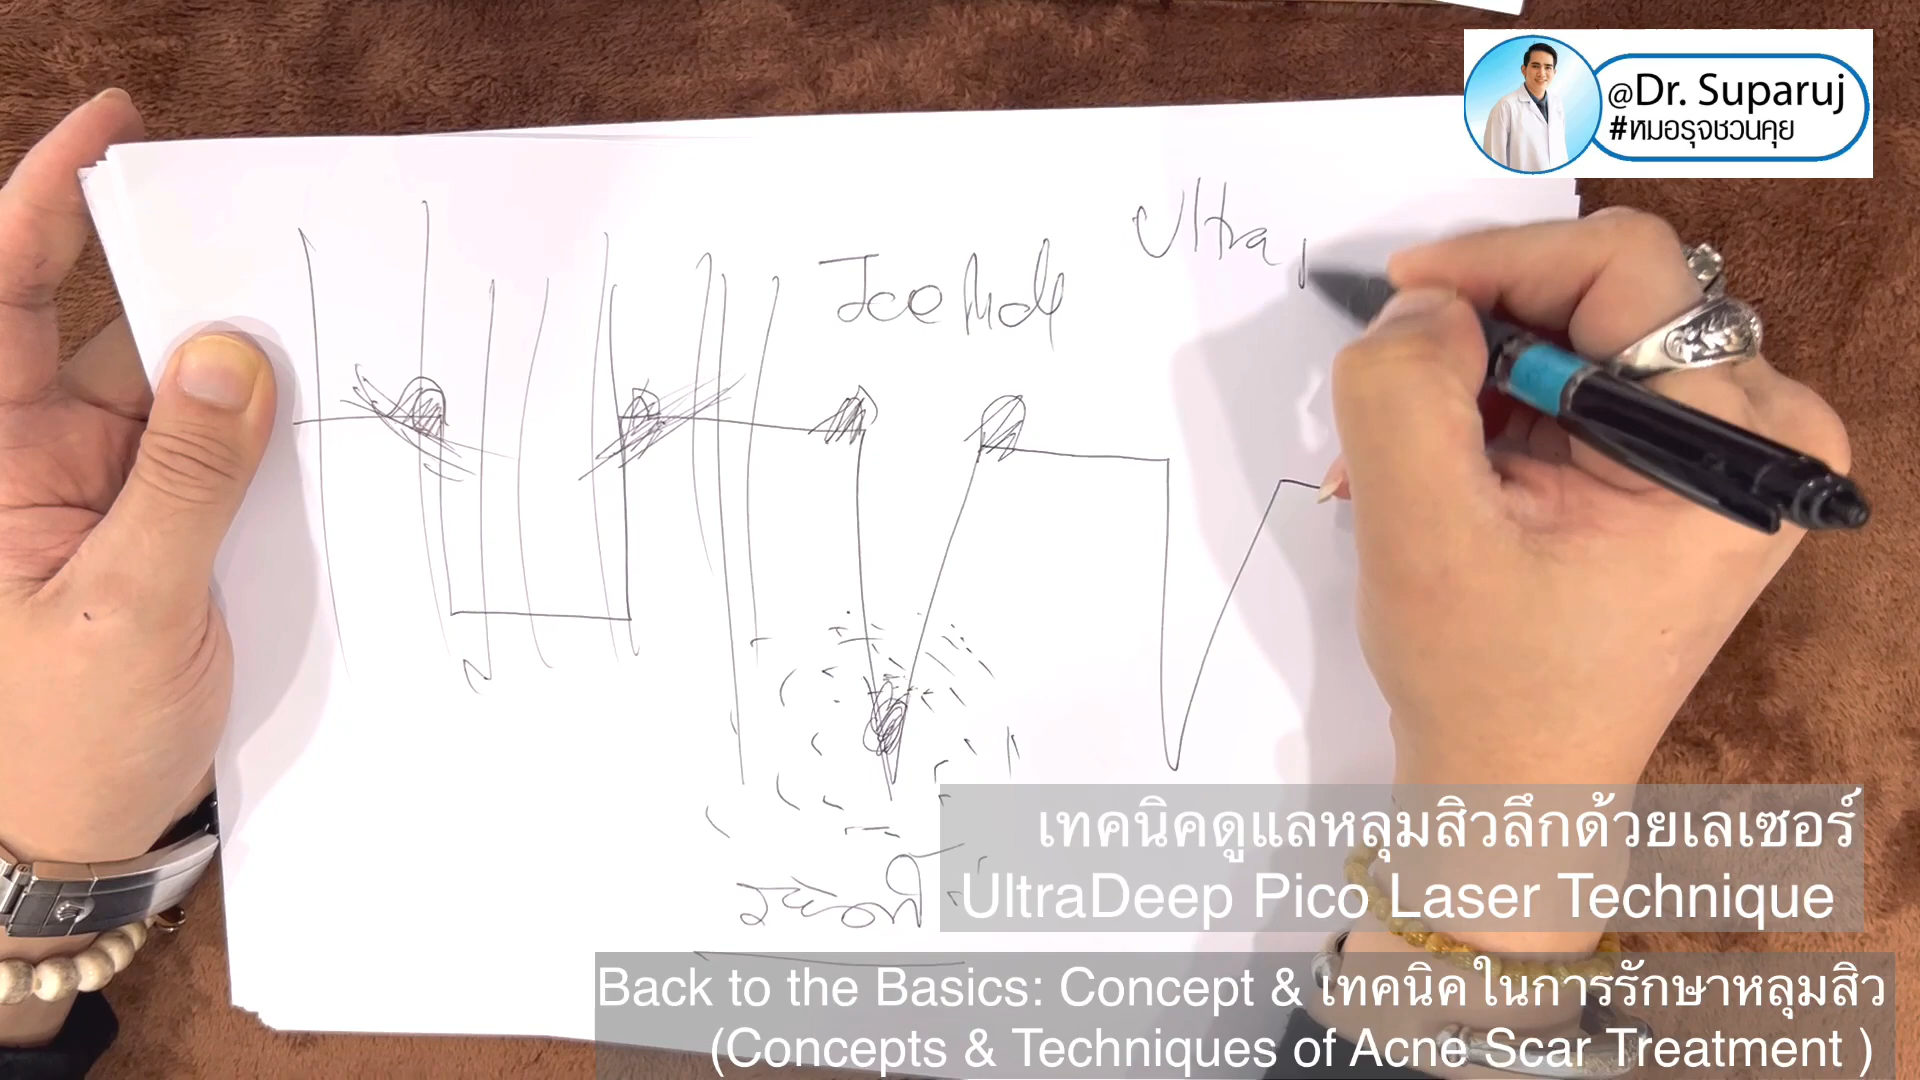 @Dr. Suparuj
#หมอรุจชวนคุย
Ultra
Ice
เทคนิคดูแลหลุมสิวลึกด้วยเลเซอร์
UltraDeep Pico Laser Technique
Back to the Basics: Concept & เทคนิคในการรักษาหลุมสิว
(Concepts & Techniques of Acne Scar Treatment )